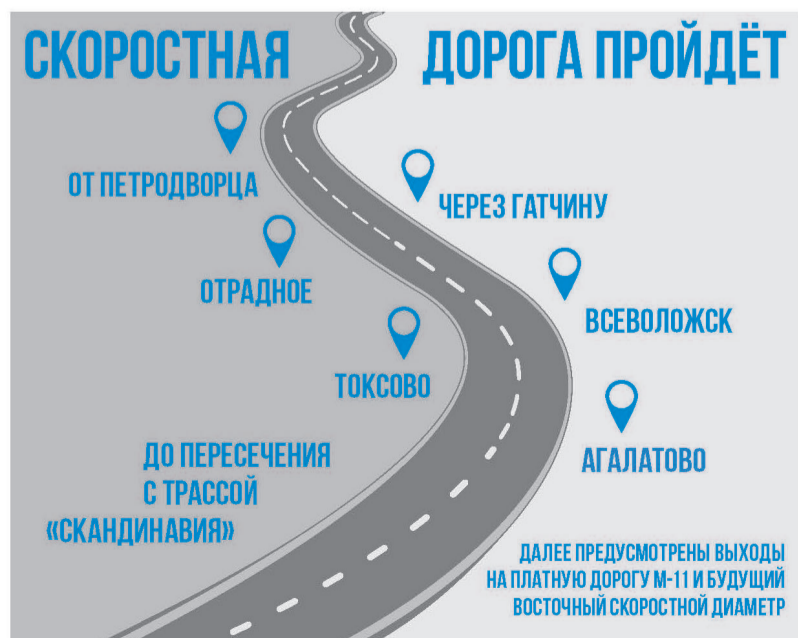 СКОРОСТНАЯ ДОРОГА ПРОЙДЁТ
ОТ ПЕТРОДВОРЦА
ЧЕРЕЗ ГАТЧИНУ
ОТРАДНОЕ
ВСЕВОЛОЖСК
ТОКСОВО
АГАЛАТОВО
ДО ПЕРЕСЕЧЕНИЯ
С ТРАССОЙ
«СКАНДИНАВИЯ»
ДАЛЕЕ ПРЕДУСМОТРЕНЫ ВЫХОДЫ
НА ПЛАТНУЮ ДОРОГУ М-11 И БУДУЩИЙ
ВОСТОЧНЫЙ СКОРОСТНОЙ ДИАМЕТР